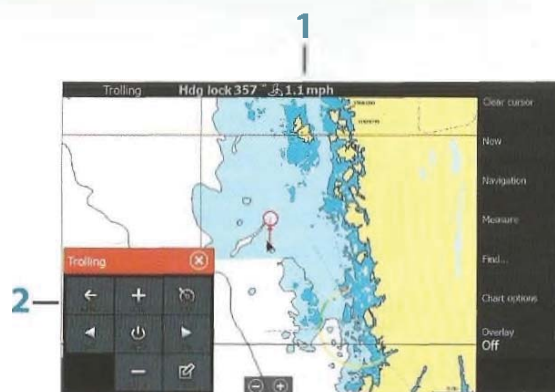 1
Trolling Hdg lock 357 ° 1.1 mph
Clear cursor
New
Navigation
Measure
Find...
Chart options
Overlay
Off
Trolling
2